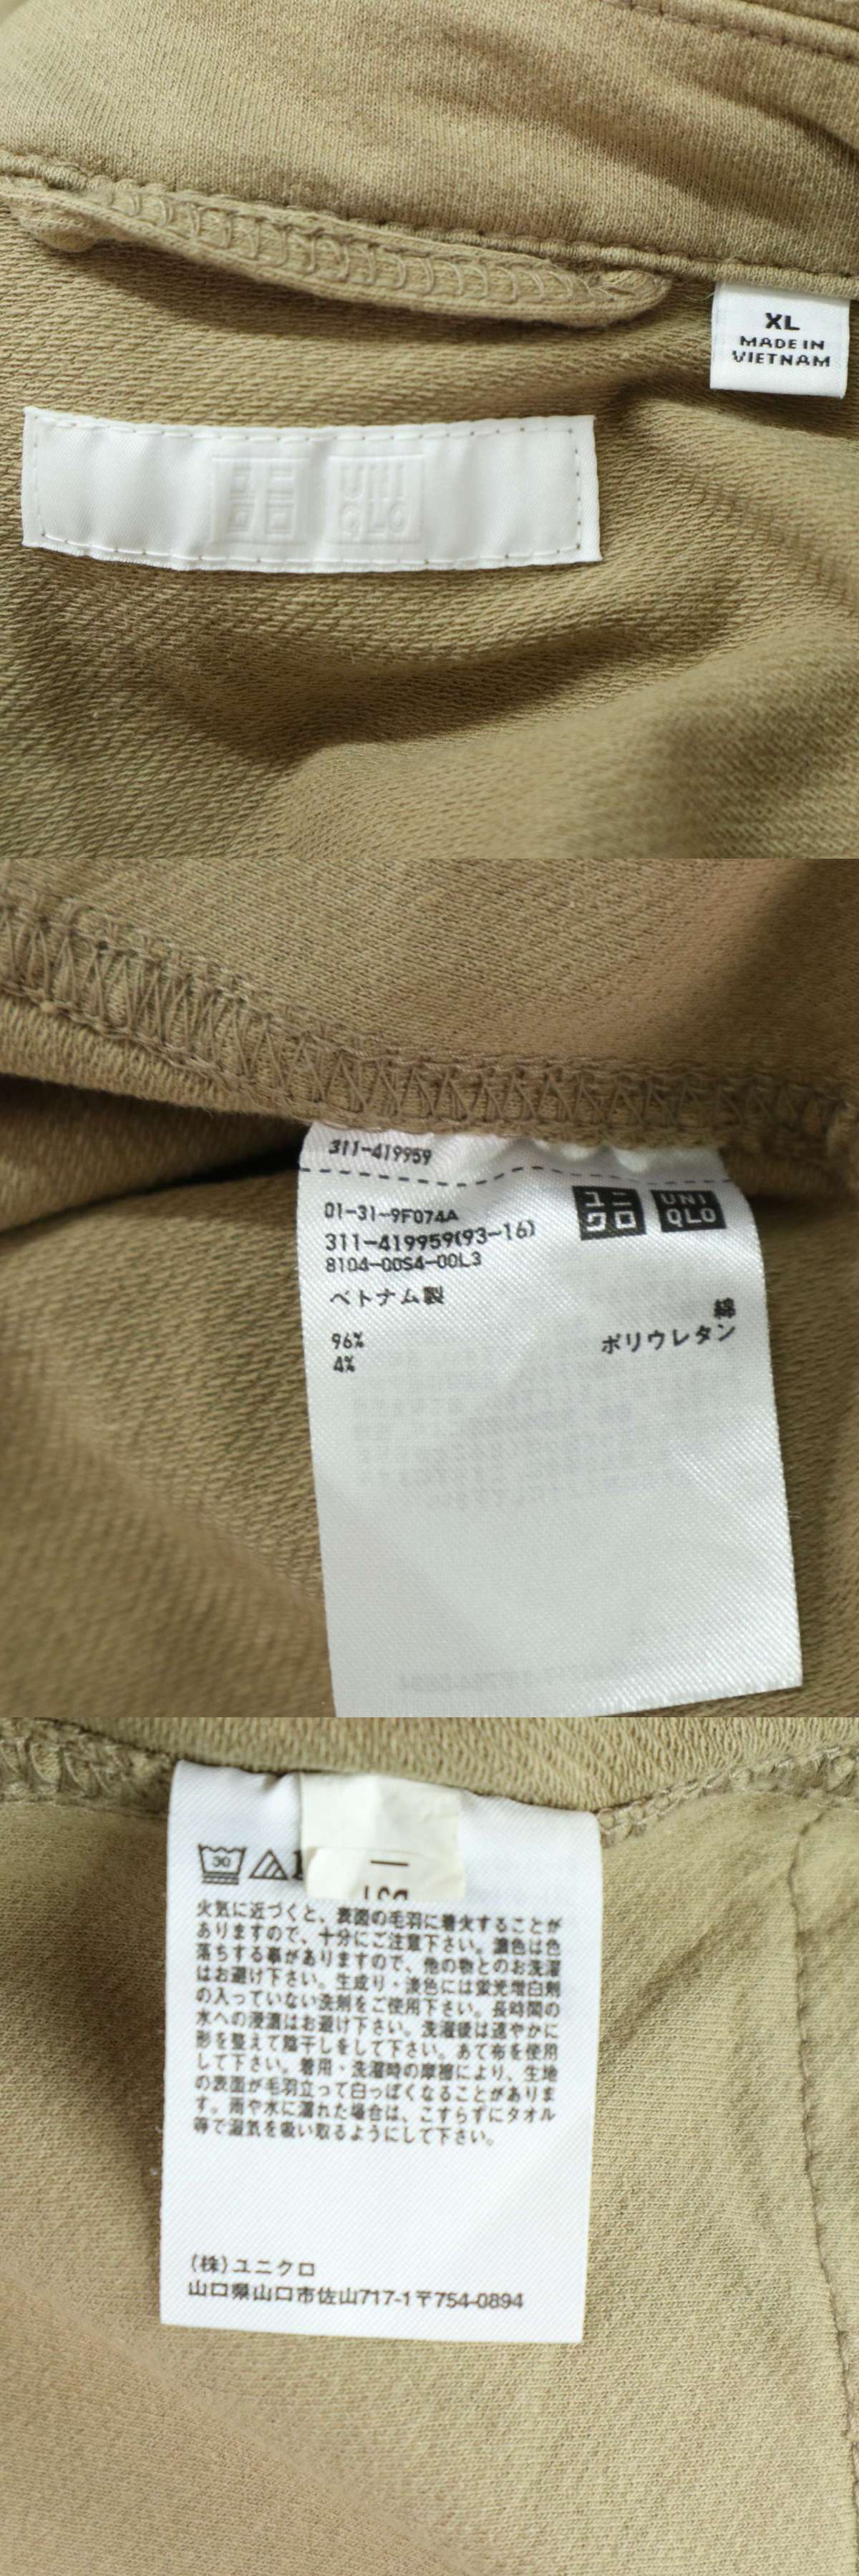 XL
MADE IN
VIETNAM
ユニ UNI
クロ QLO
311-419959
01-31-9F074A
ユニ UNI
クロ QLO
311-419959(93-16)
8104-00S4-00L3
ベトナム製
96% 綿
4% ポリウレタン
30
火気に近づくと、表面の毛羽に着火することが
ありますので、十分にご注意下さい。濃色は色
落ちする事がありますので、他の物とのお洗濯
はお避け下さい。生成り・淡色には蛍光増白剤
の入っていない洗剤をご使用下さい。長時間の
水への浸漬はお避け下さい。洗濯後は速やかに
形を整えて陰干しをして下さい。あて布を使用
して下さい。着用・洗濯時の摩擦により、生地
の表面が毛羽立って白っぽくなることがありま
す。雨や水に濡れた場合は、こすらずにタオル
等で湿気を吸い取るようにして下さい。
(株)ユニクロ
山口県山口市佐山717-1〒754-0894